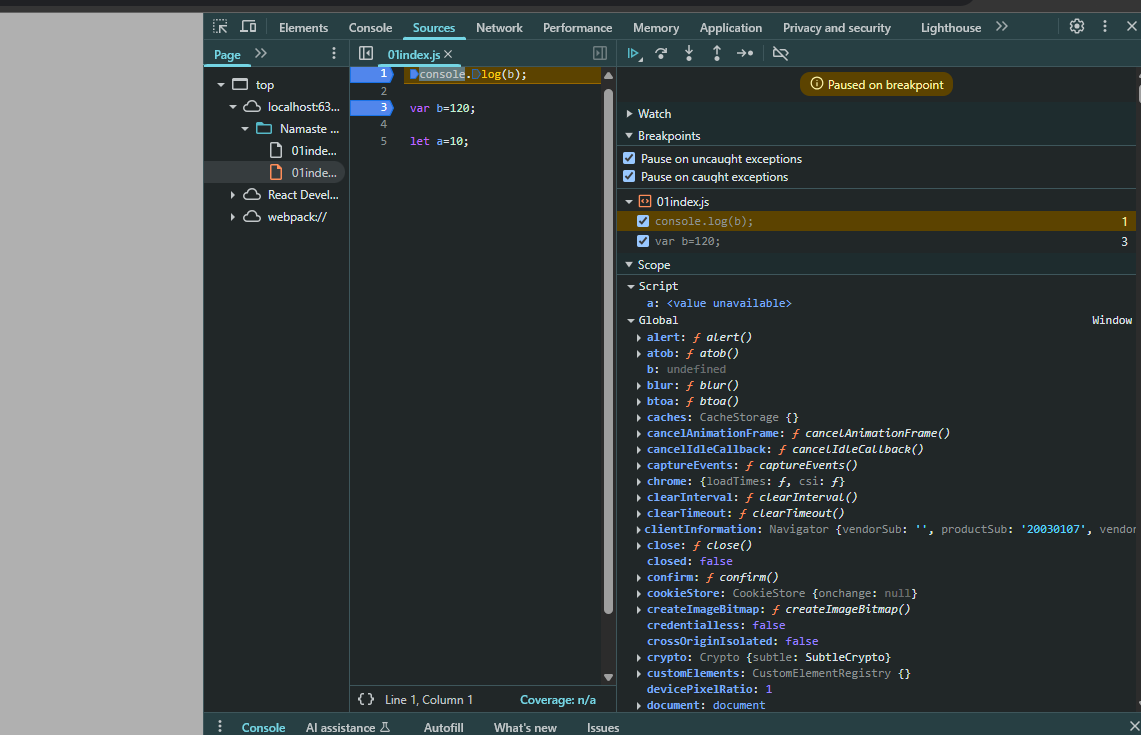 Elements Console Sources Network Performance Memory Application Privacy and security Lighthouse
Page
top
localhost:63...
Namaste ...
01inde...
01inde...
React Devel...
webpack://
01index.js
1 console.log(b);
2
3 var b=120;
4
5 let a=10;
{ } Line 1, Column 1 Coverage: n/a
Paused on breakpoint
Watch
Breakpoints
Pause on uncaught exceptions
Pause on caught exceptions
01index.js
console.log(b); 1
var b=120; 3
Scope
Script
a: <value unavailable>
Global Window
alert: ƒ alert()
atob: ƒ atob()
b: undefined
blur: ƒ blur()
btoa: ƒ btoa()
caches: CacheStorage {}
cancelAnimationFrame: ƒ cancelAnimationFrame()
cancelIdleCallback: ƒ cancelIdleCallback()
captureEvents: ƒ captureEvents()
chrome: {loadTimes: ƒ, csi: ƒ}
clearInterval: ƒ clearInterval()
clearTimeout: ƒ clearTimeout()
clientInformation: Navigator {vendorSub: '', productSub: '20030107', vendor
close: ƒ close()
closed: false
confirm: ƒ confirm()
cookieStore: CookieStore {onchange: null}
createImageBitmap: ƒ createImageBitmap()
credentialless: false
crossOriginIsolated: false
crypto: Crypto {subtle: SubtleCrypto}
customElements: CustomElementRegistry {}
devicePixelRatio: 1
document: document
Console AI assistance Autofill What's new Issues